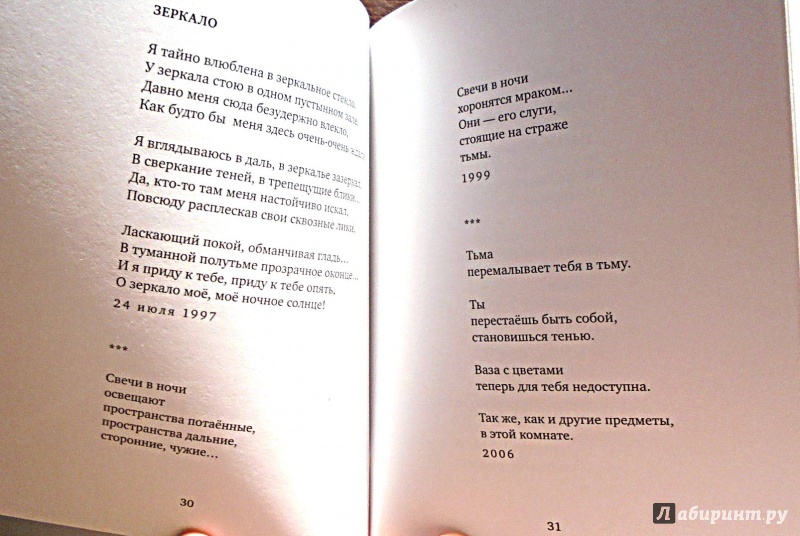 ЗЕРКАЛО
Я тайно влюблена в зеркальное стекло.
У зеркала стою в одном пустынном зале.
Давно меня сюда безудержно влекло,
Как будто бы меня здесь очень-очень ждали.
Я вглядываюсь в даль, в зеркалье зазеркал,
В сверкание теней, в трепещущие блики...
Да, кто-то там меня настойчиво искал,
Повсюду расплескав свои сквозные лики.
Ласкающий покой, обманчивая гладь...
В туманной полутьме прозрачное оконце...
И я приду к тебе, приду к тебе опять,
О зеркало моё, моё ночное солнце!
24 июля 1997
***
Свечи в ночи
освещают
пространства потаённые,
пространства дальние,
сторонние, чужие...
30
Свечи в ночи
хоронятся мраком...
Они — его слуги,
стоящие на страже
тьмы.
1999
***
Тьма
перемалывает тебя в тьму.
Ты
перестаёшь быть собой,
становишься тенью.
Ваза с цветами
теперь для тебя недоступна.
Так же, как и другие предметы,
в этой комнате.
2006
31
Лабиринт.ру